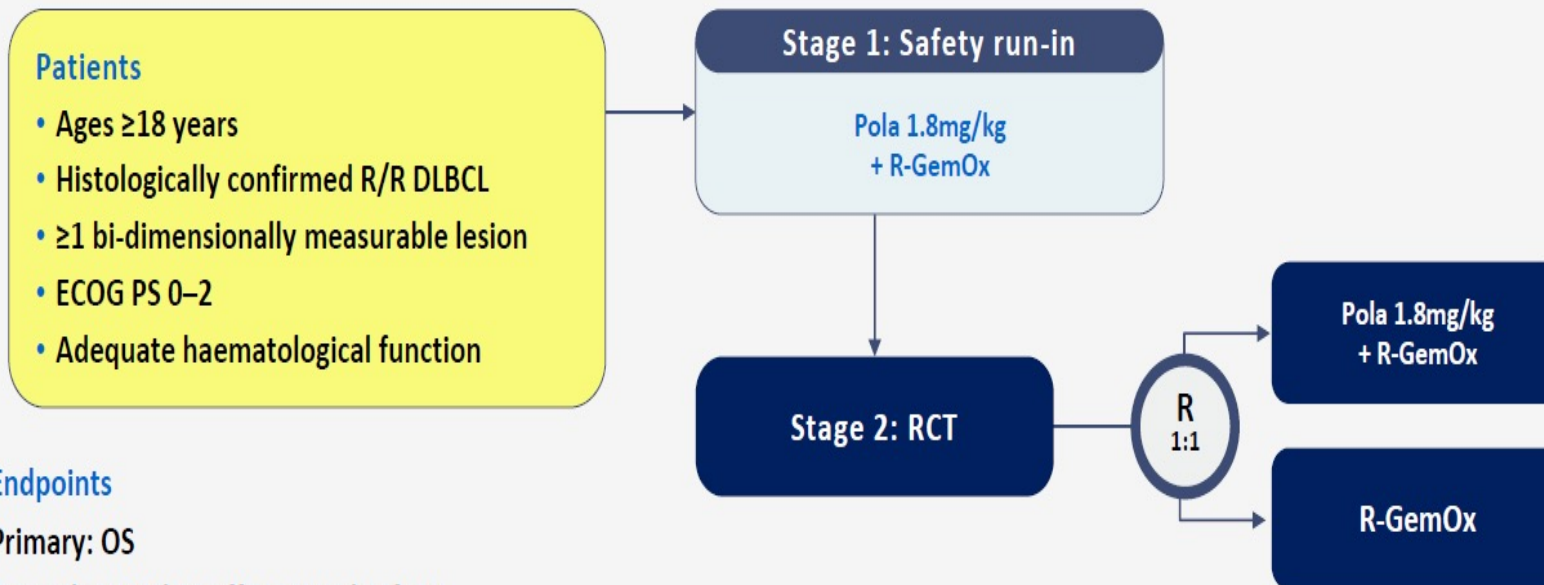 Patients
• Ages ≥18 years
• Histologically confirmed R/R DLBCL
• ≥1 bi-dimensionally measurable lesion
• ECOG PS 0–2
• Adequate haematological function
Stage 1: Safety run-in
Pola 1.8mg/kg
+ R-GemOx
Stage 2: RCT
R
1:1
Pola 1.8mg/kg
+ R-GemOx
R-GemOx
Endpoints
Primary: OS